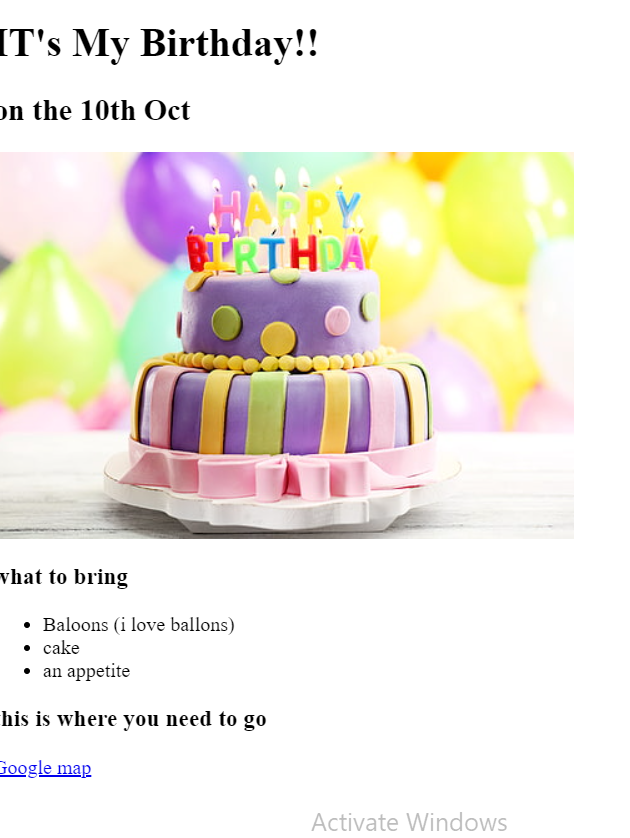 IT's My Birthday!!
on the 10th Oct
HAPPY
BIRTHDAY
what to bring
Baloons (i love ballons)
cake
an appetite
this is where you need to go
Google map
Activate Windows